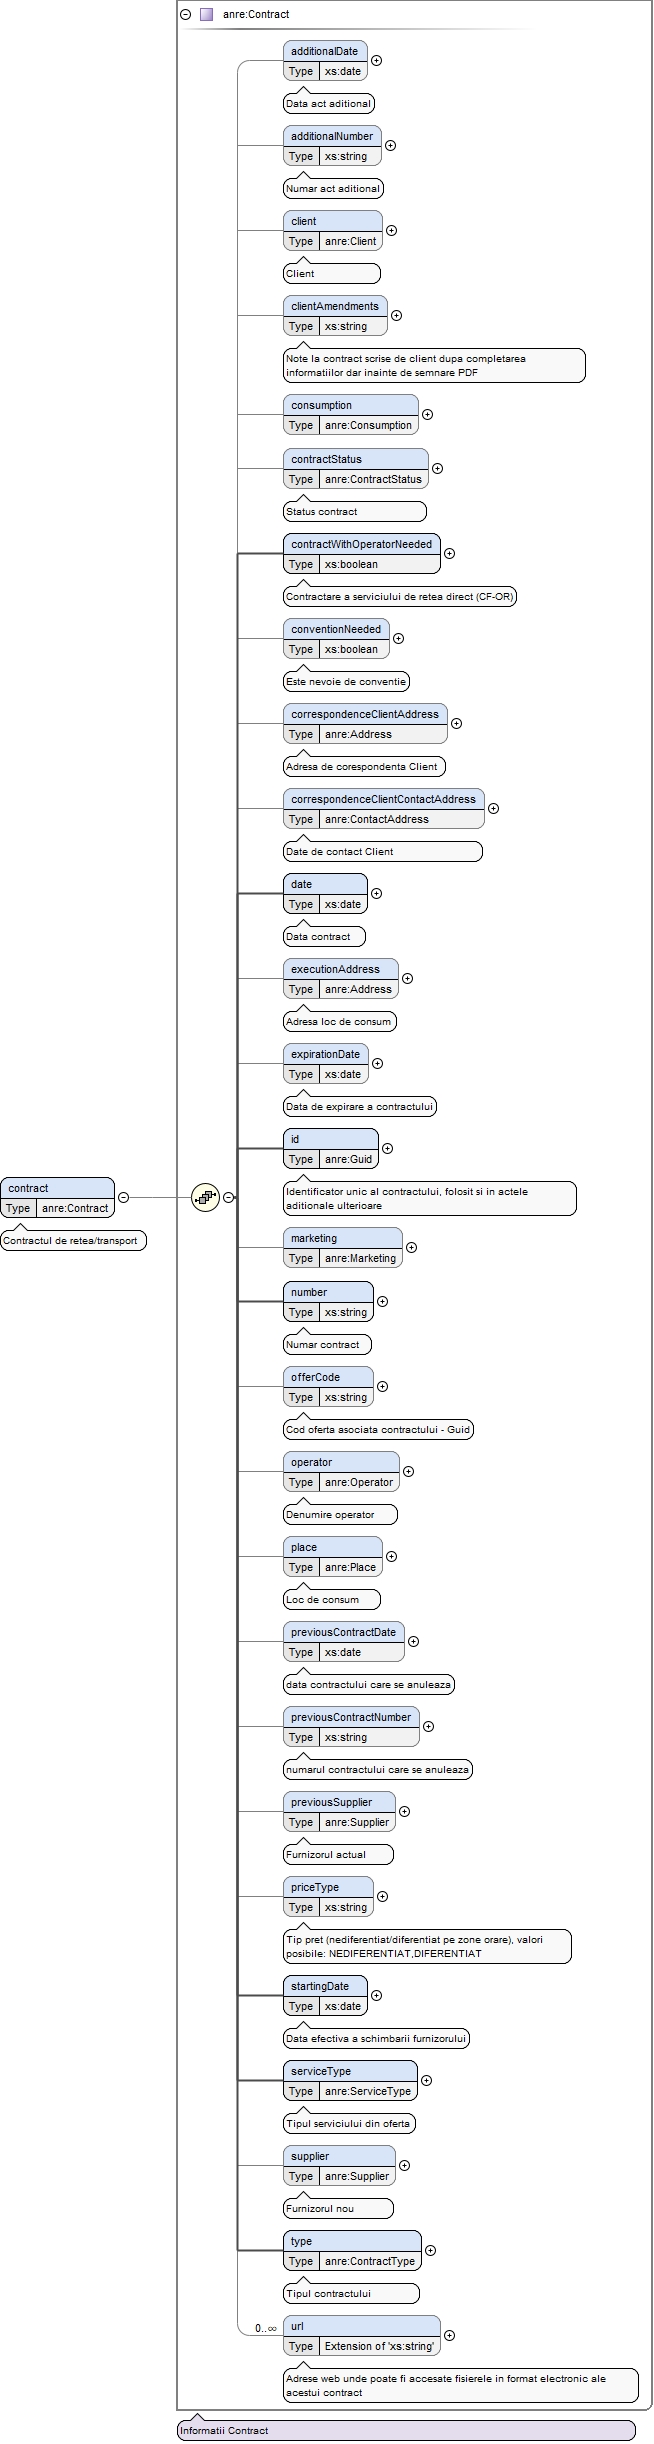 anre:Contract
additionalDate
Type xs:date
Data act aditional
additionalNumber
Type xs:string
Numar act aditional
client
Type anre:Client
Client
clientAmendments
Type xs:string
Note la contract scrise de client dupa completarea
informatiilor dar inainte de semnare PDF
consumption
Type anre:Consumption
contractStatus
Type anre:ContractStatus
Status contract
contractWithOperatorNeeded
Type xs:boolean
Contractare a serviciului de retea direct (CF-OR)
conventionNeeded
Type xs:boolean
Este nevoie de conventie
correspondenceClientAddress
Type anre:Address
Adresa de corespondenta Client
correspondenceClientContactAddress
Type anre:ContactAddress
Date de contact Client
date
Type xs:date
Data contract
executionAddress
Type anre:Address
Adresa loc de consum
expirationDate
Type xs:date
Data de expirare a contractului
id
Type anre:Guid
Identificator unic al contractului, folosit si in actele
aditionale ulterioare
contract
Type anre:Contract
Contractul de retea/transport
marketing
Type anre:Marketing
number
Type xs:string
Numar contract
offerCode
Type xs:string
Cod oferta asociata contractului - Guid
operator
Type anre:Operator
Denumire operator
place
Type anre:Place
Loc de consum
previousContractDate
Type xs:date
data contractului care se anuleaza
previousContractNumber
Type xs:string
numarul contractului care se anuleaza
previousSupplier
Type anre:Supplier
Furnizorul actual
priceType
Type xs:string
Tip pret (nediferentiat/diferentiat pe zone orare), valori
posibile: NEDIFERENTIAT,DIFERENTIAT
startingDate
Type xs:date
Data efectiva a schimbarii furnizorului
serviceType
Type anre:ServiceType
Tipul serviciului din oferta
supplier
Type anre:Supplier
Furnizorul nou
type
Type anre:ContractType
Tipul contractului
0..∞ url
Type Extension of 'xs:string'
Adrese web unde poate fi accesate fisierele in format electronic ale
acestui contract
Informatii Contract